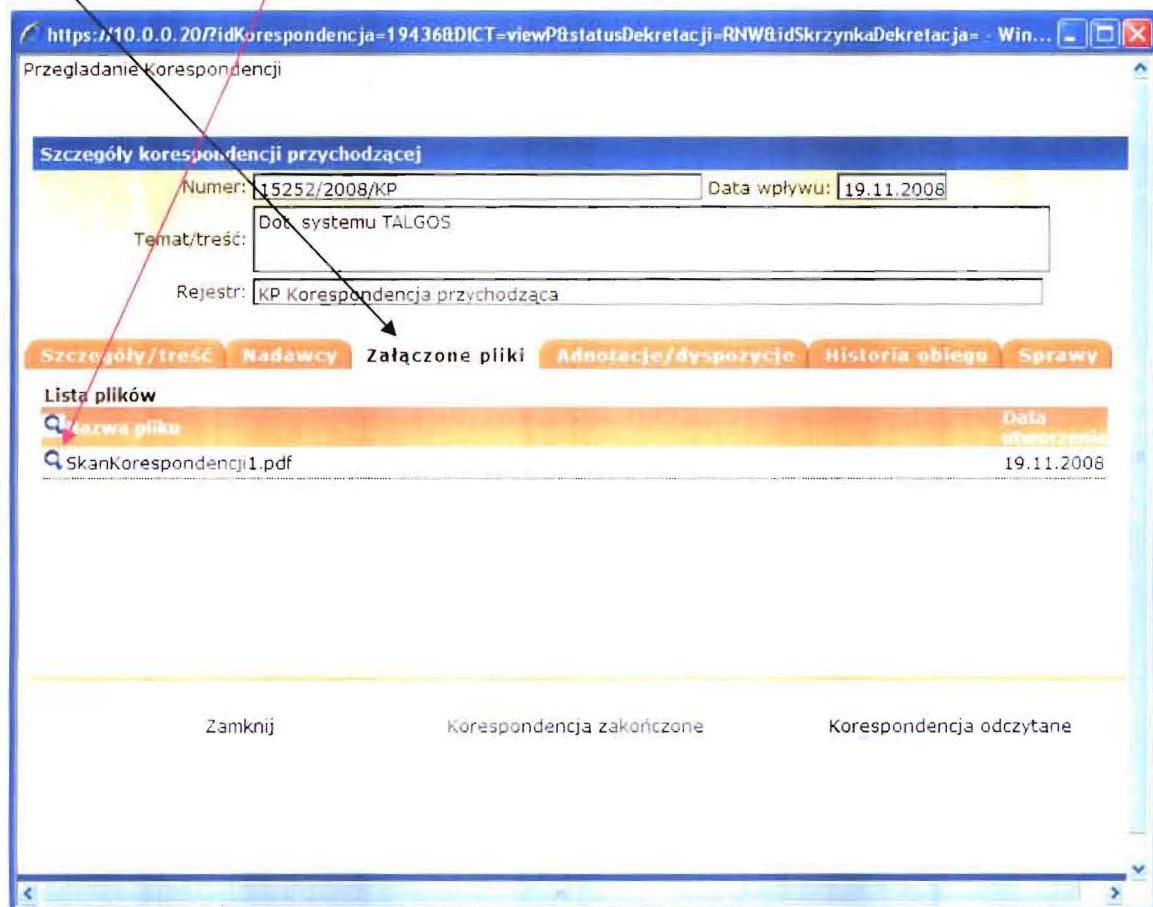 https://10.0.0.20/?idKorespondencja=19436&DICT=viewP&statusDekretacji=RNW&idSkrzynkaDekretacja= - Win...
Przegladanie Korespondencji
Szczegóły korespondencji przychodzącej
Numer: 15252/2008/KP Data wpływu: 19.11.2008
Temat/treść: Dot. systemu TALGOS
Rejestr: KP Korespondencja przychodząca
Szczegóły/treść Nadawcy Załączone pliki Adnotacje/dyspozycje Historia obiegu Sprawy
Lista plików
Nazwa pliku Data utworzenia
SkanKorespondencji1.pdf 19.11.2008
Zamknij Korespondencja zakończone Korespondencja odczytane